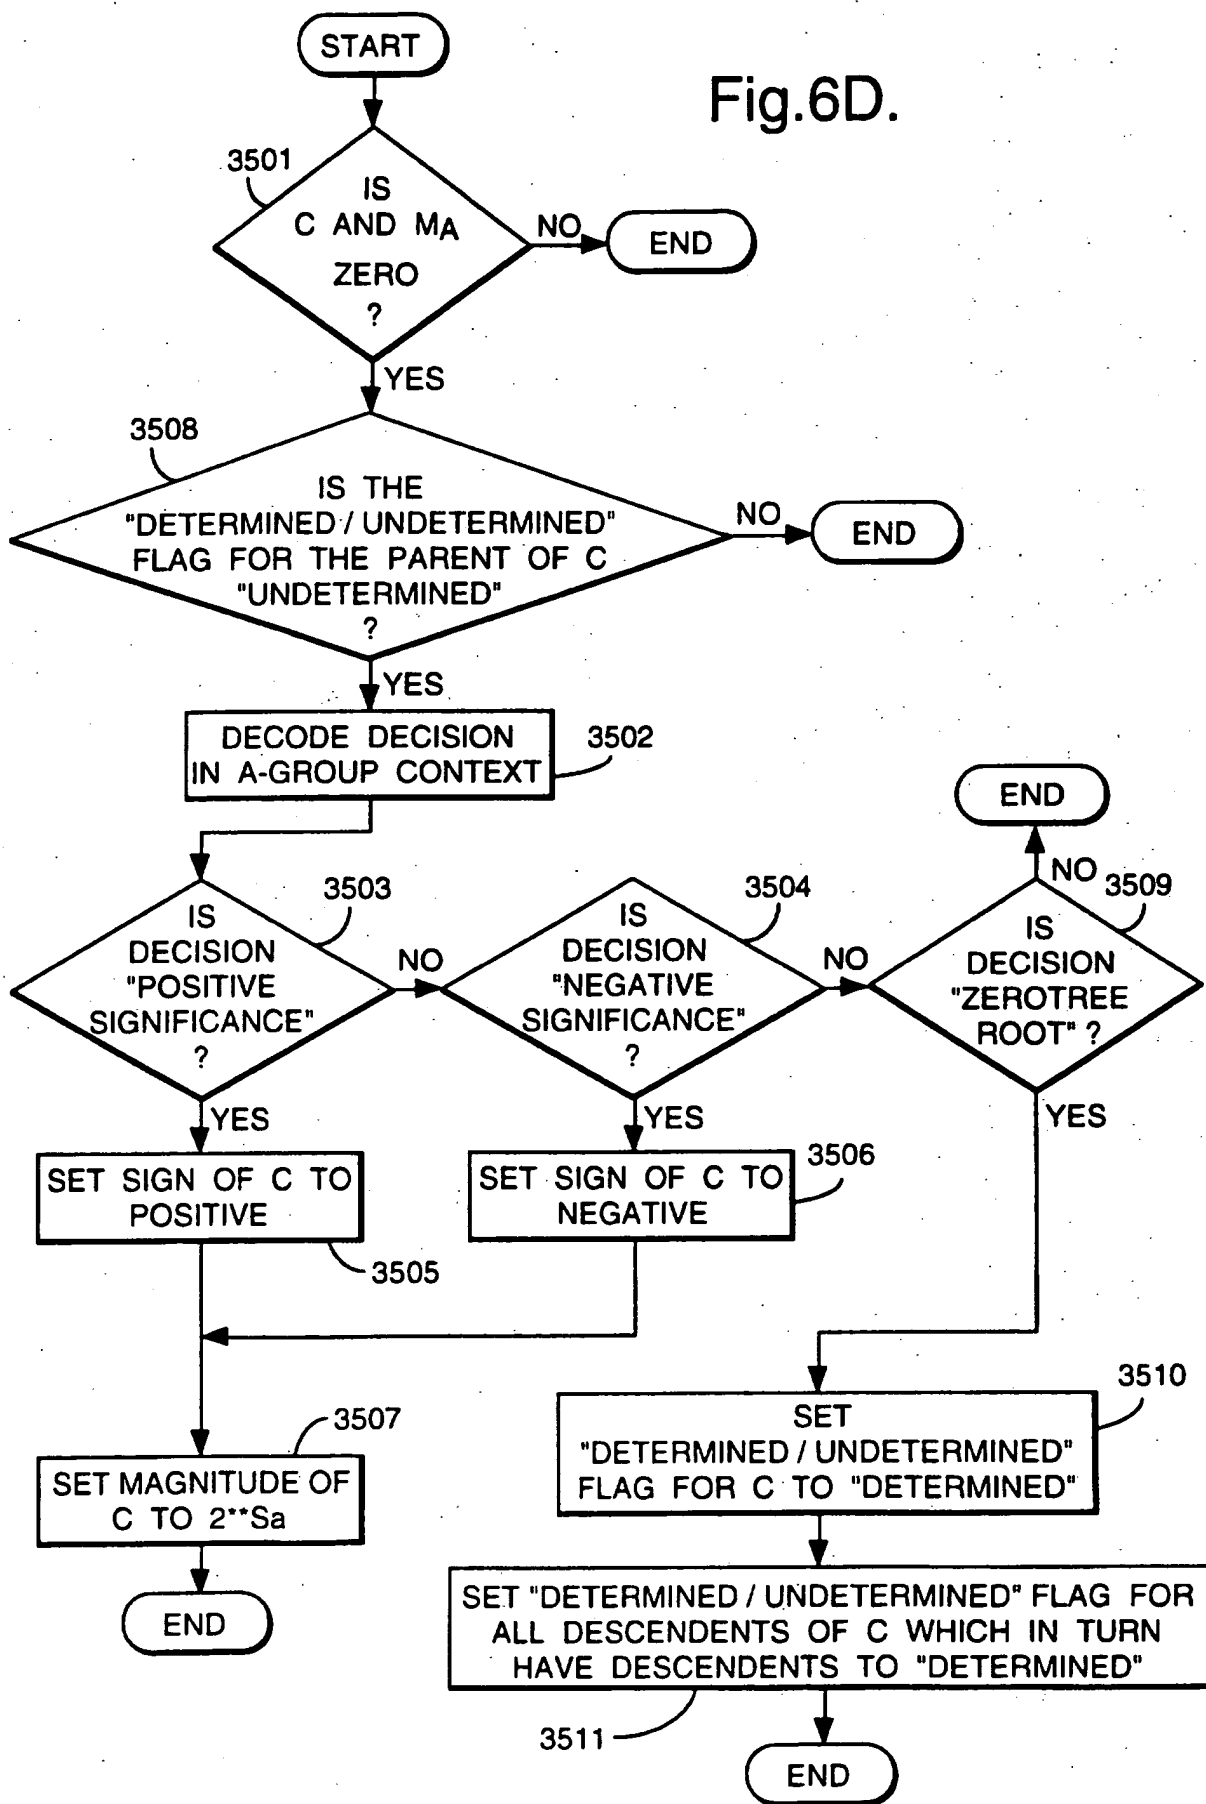 START
Fig.6D.
3501
IS
C AND MA
ZERO
?
NO
END
YES
3508
IS THE
"DETERMINED / UNDETERMINED"
FLAG FOR THE PARENT OF C
"UNDETERMINED"
?
NO
END
YES
DECODE DECISION
IN A-GROUP CONTEXT
3502
END
NO
3503
IS
DECISION
"POSITIVE
SIGNIFICANCE"
?
NO
3504
IS
DECISION
"NEGATIVE
SIGNIFICANCE"
?
NO
3509
IS
DECISION
"ZEROTREE
ROOT" ?
YES
YES
YES
SET SIGN OF C TO
POSITIVE
3505
SET SIGN OF C TO
NEGATIVE
3506
3507
SET MAGNITUDE OF
C TO 2**Sa
END
3510
SET
"DETERMINED / UNDETERMINED"
FLAG FOR C TO "DETERMINED"
SET "DETERMINED / UNDETERMINED" FLAG FOR
ALL DESCENDENTS OF C WHICH IN TURN
HAVE DESCENDENTS TO "DETERMINED"
3511
END